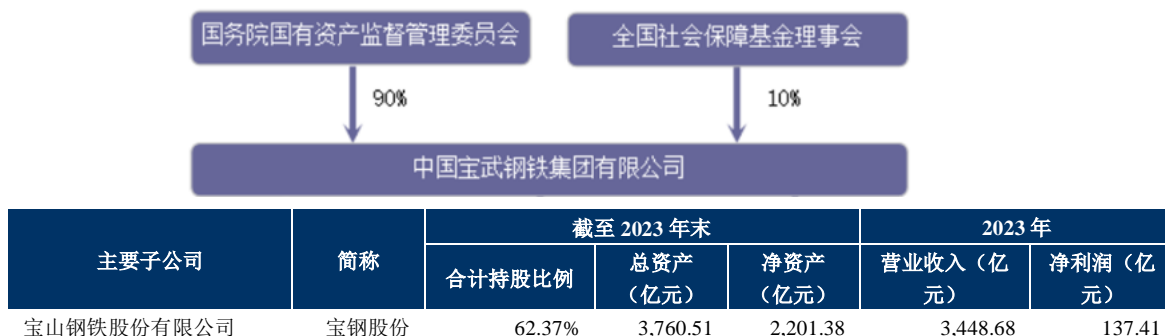 国务院国有资产监督管理委员会 全国社会保障基金理事会
90% 10%
中国宝武钢铁集团有限公司
主要子公司 简称 截至 2023 年末 2023 年
合计持股比例 总资产（亿元） 净资产（亿元） 营业收入（亿元） 净利润（亿元）
宝山钢铁股份有限公司 宝钢股份 62.37% 3,760.51 2,201.38 3,448.68 137.41